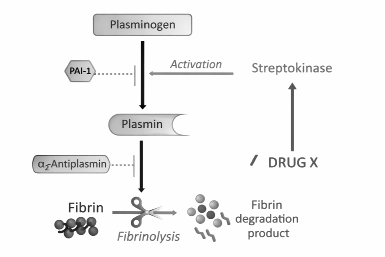 Plasminogen
Activation
PAI-1
Streptokinase
Plasmin
DRUG X
α2-Antiplasmin
Fibrin
Fibrinolysis
Fibrin
degradation
product